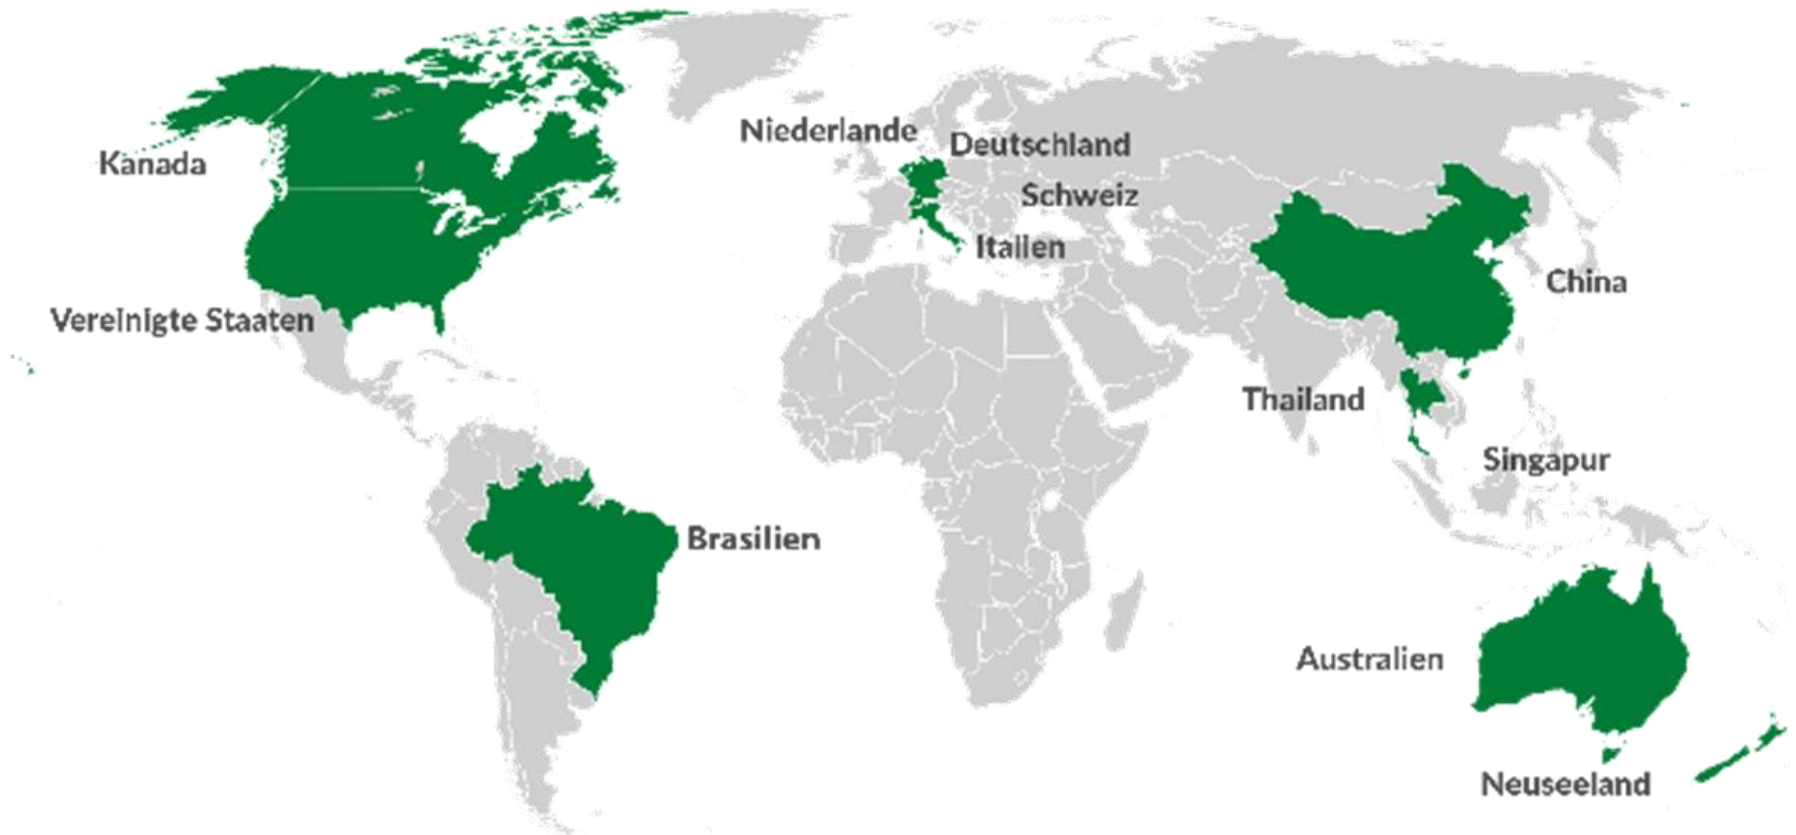 Niederlande
Deutschland
Kanada
Schweiz
Italien
China
Vereinigte Staaten
Thailand
Singapur
Brasilien
Australien
Neuseeland